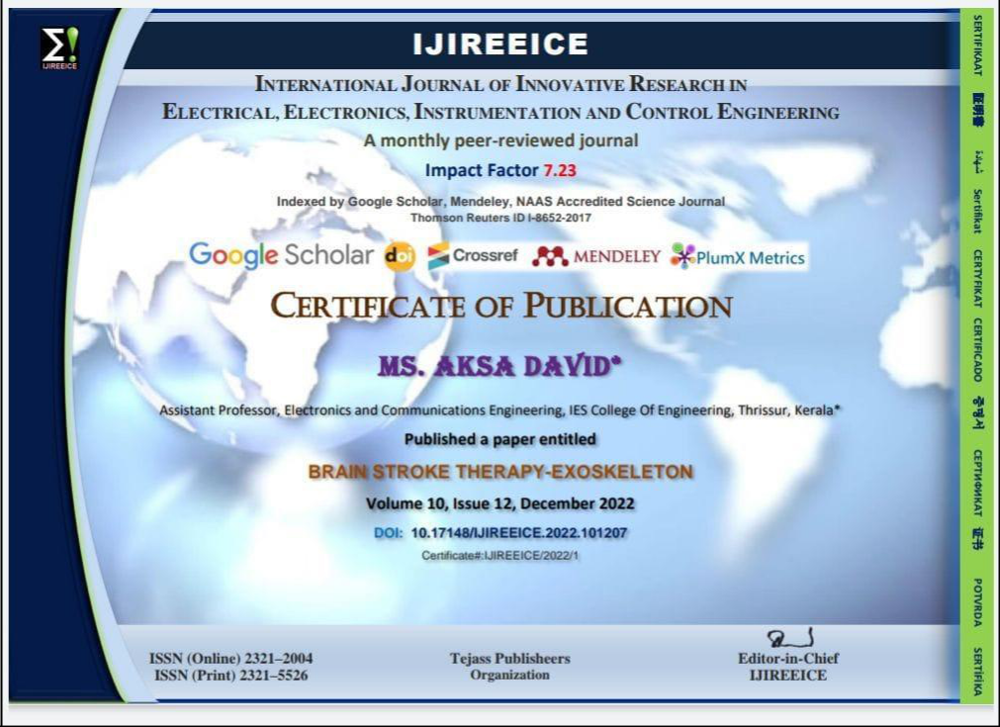 IJIREEICE
IJIREEICE
INTERNATIONAL JOURNAL OF INNOVATIVE RESEARCH IN
ELECTRICAL, ELECTRONICS, INSTRUMENTATION AND CONTROL ENGINEERING
A monthly peer-reviewed journal
Impact Factor 7.23
Indexed by Google Scholar, Mendeley, NAAS Accredited Science Journal
Thomson Reuters ID I-8652-2017
Google Scholar doi Crossref MENDELEY PlumX Metrics
CERTIFICATE OF PUBLICATION
MS. AKSA DAVID*
Assistant Professor, Electronics and Communications Engineering, IES College Of Engineering, Thrissur, Kerala*
Published a paper entitled
BRAIN STROKE THERAPY-EXOSKELETON
Volume 10, Issue 12, December 2022
DOI: 10.17148/IJIREEICE.2022.101207
Certificate#:IJIREEICE/2022/1
ISSN (Online) 2321–2004
ISSN (Print) 2321–5526
Tejass Publisheers
Organization
Editor-in-Chief
IJIREEICE
SERTIFIKAAT 証明書 Sertifikat CERTYFIKAT CERTIFICADO 증명서 СЕРТИФИКАТ 证书 POTVRDA SERTİFİKA